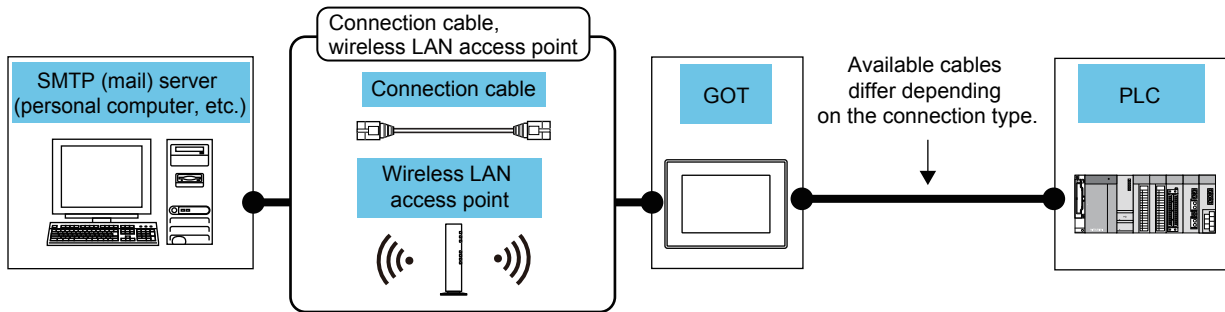 SMTP (mail) server
(personal computer, etc.)
Connection cable,
wireless LAN access point
Connection cable
Wireless LAN
access point
GOT
Available cables
differ depending
on the connection type.
PLC